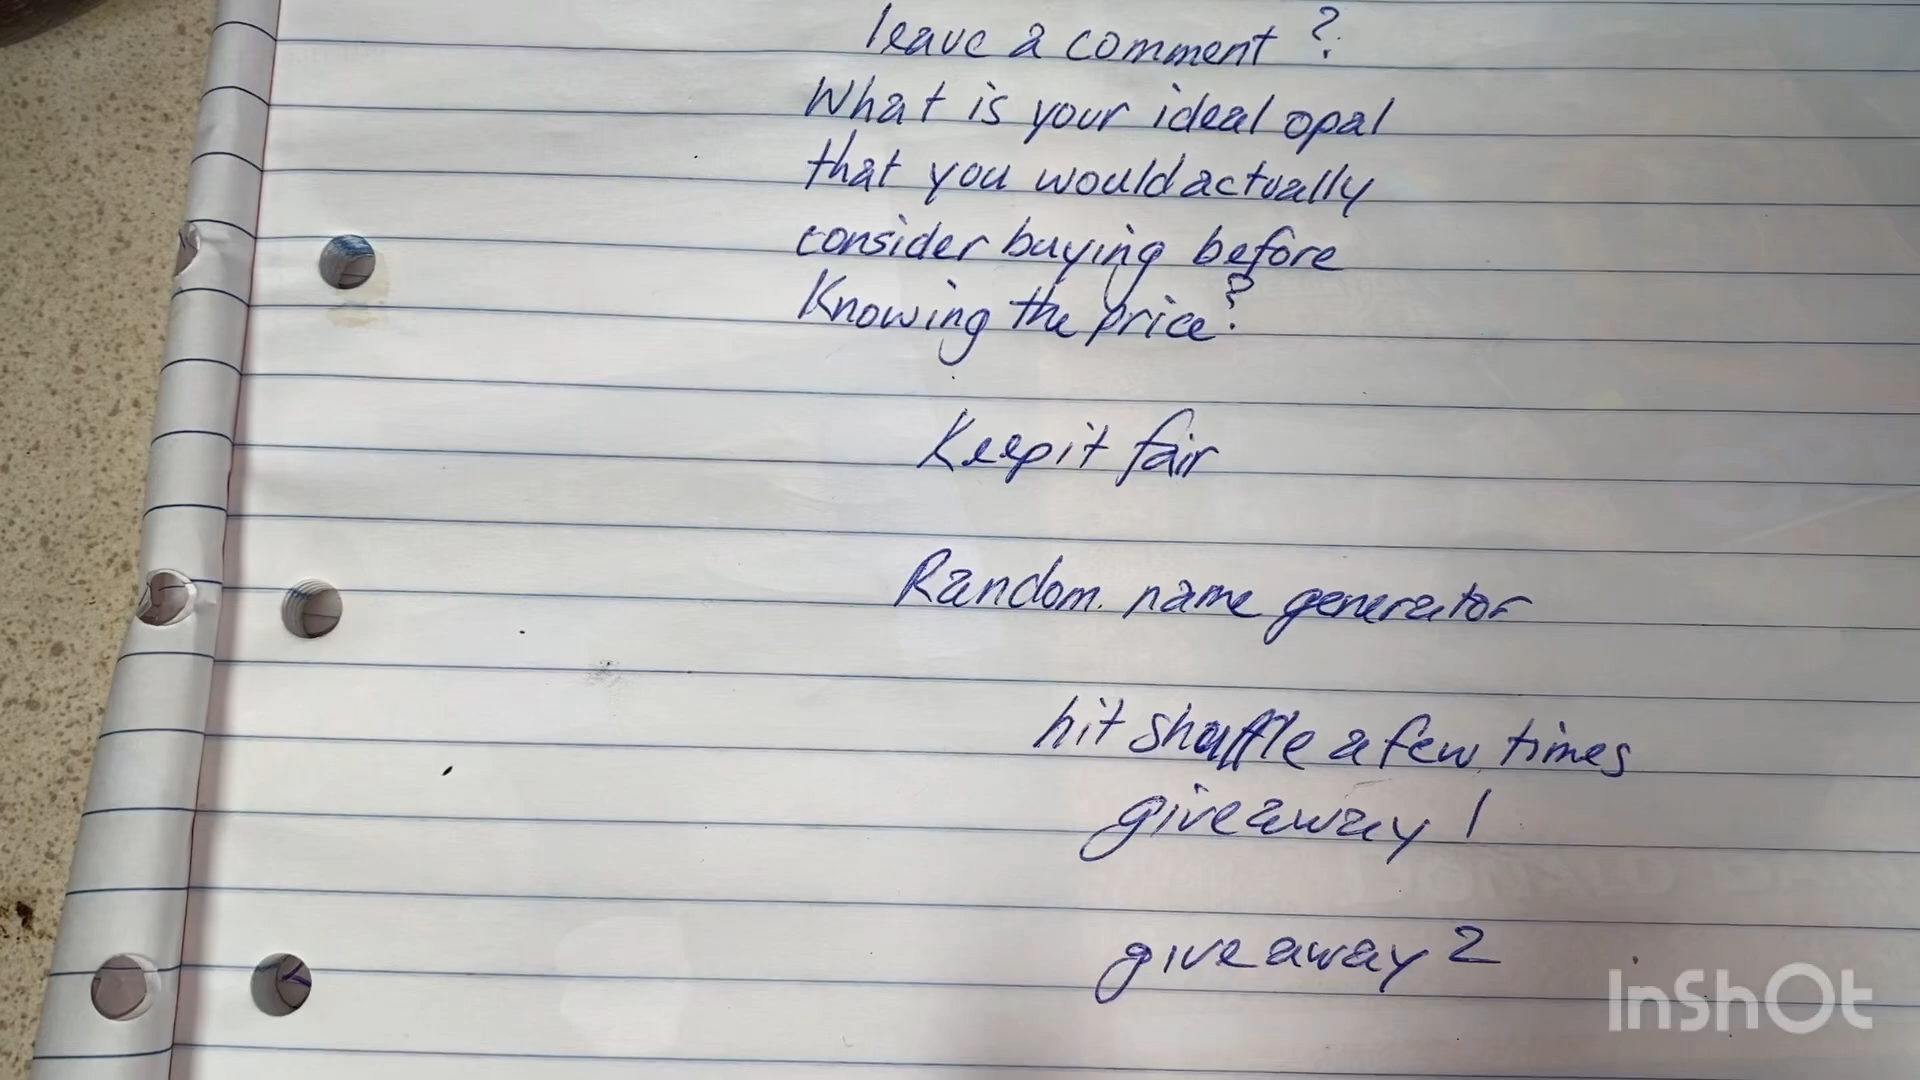 leave a comment?
What is your ideal opal
that you would actually
consider buying before
Knowing the price?
Keep it fair
Random. name generator
hit shuffle a few times
giveaway 1
giveaway 2
InShOt